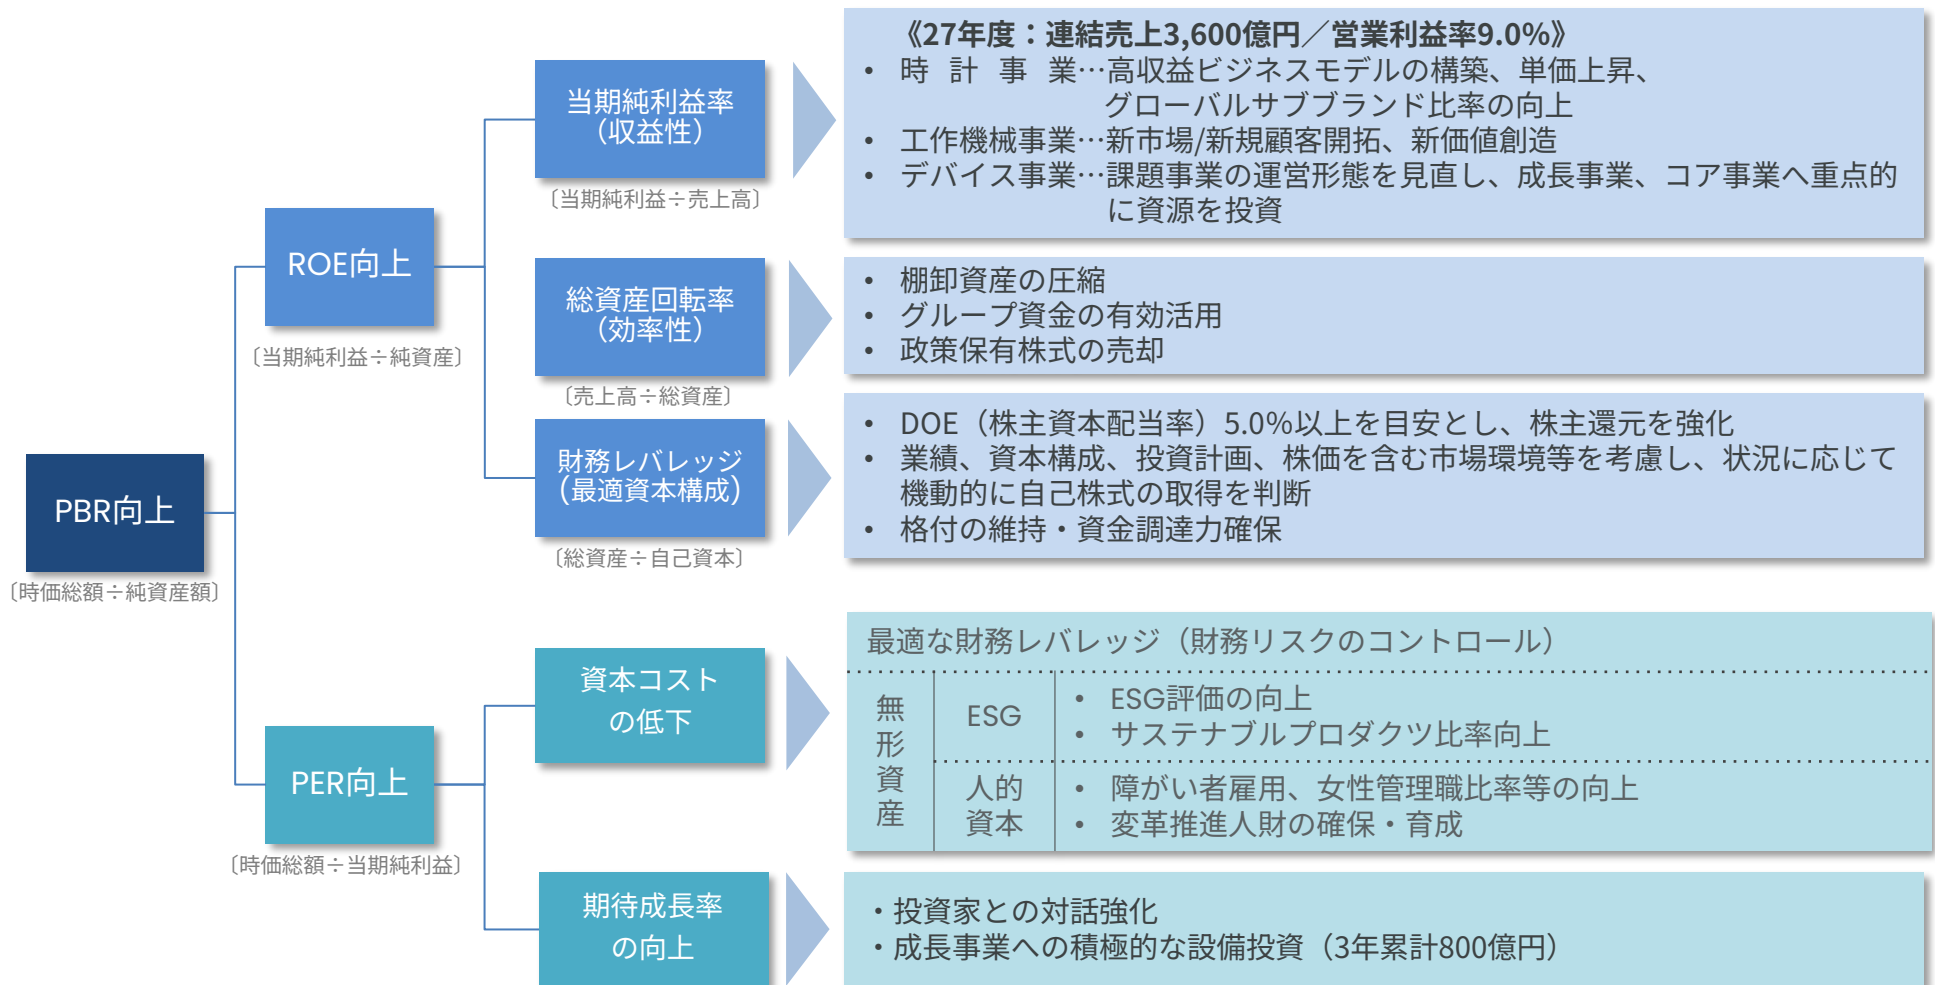 PBR向上
〔時価総額÷純資産額〕
ROE向上
〔当期純利益÷純資産〕
当期純利益率
（収益性）
〔当期純利益÷売上高〕
《27年度：連結売上3,600億円／営業利益率9.0%》
• 時 計 事 業…高収益ビジネスモデルの構築、単価上昇、
グローバルサブブランド比率の向上
• 工作機械事業…新市場/新規顧客開拓、新価値創造
• デバイス事業…課題事業の運営形態を見直し、成長事業、コア事業へ重点的
に資源を投資
総資産回転率
（効率性）
〔売上高÷総資産〕
• 棚卸資産の圧縮
• グループ資金の有効活用
• 政策保有株式の売却
財務レバレッジ
(最適資本構成)
〔総資産÷自己資本〕
• DOE（株主資本配当率）5.0%以上を目安とし、株主還元を強化
• 業績、資本構成、投資計画、株価を含む市場環境等を考慮し、状況に応じて
機動的に自己株式の取得を判断
• 格付の維持・資金調達力確保
PER向上
〔時価総額÷当期純利益〕
資本コスト
の低下
最適な財務レバレッジ（財務リスクのコントロール）
無形資産
ESG
• ESG評価の向上
• サステナブルプロダクツ比率向上
人的
資本
• 障がい者雇用、女性管理職比率等の向上
• 変革推進人財の確保・育成
期待成長率
の向上
・投資家との対話強化
・成長事業への積極的な設備投資（3年累計800億円）